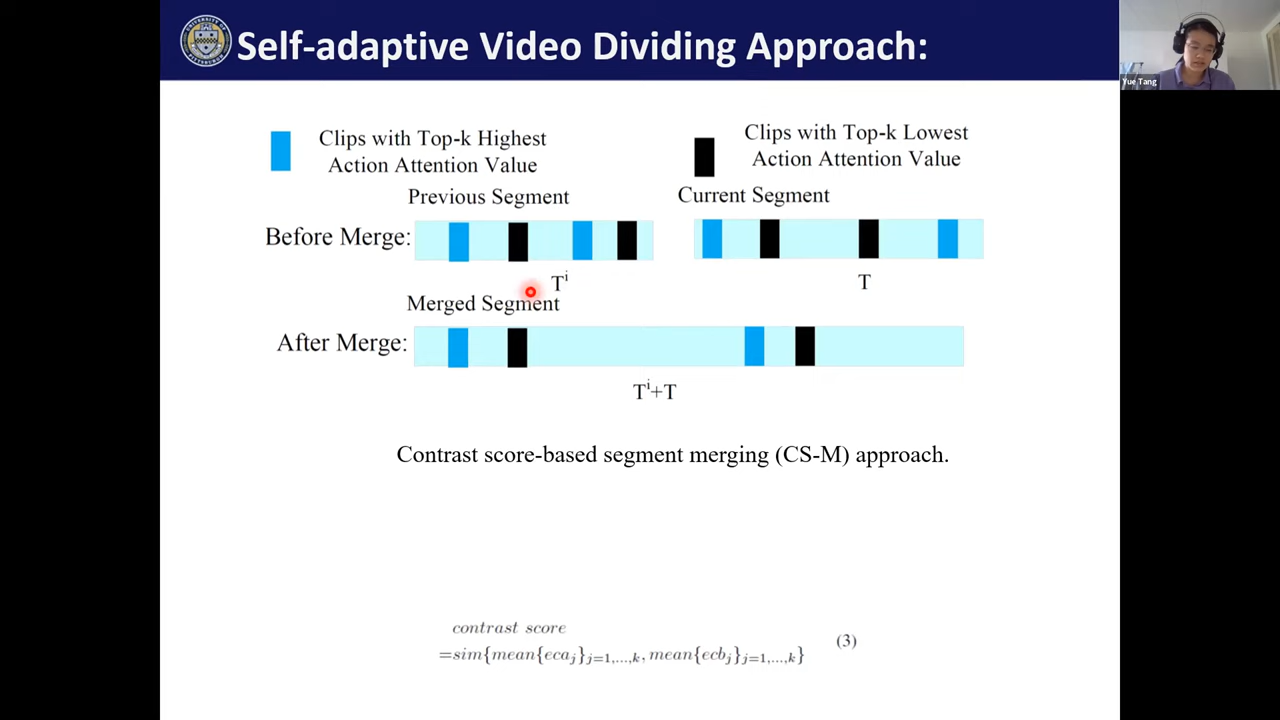 Self-adaptive Video Dividing Approach:
Yue Tang
Clips with Top-k Highest
Action Attention Value
Clips with Top-k Lowest
Action Attention Value
Previous Segment
Current Segment
Before Merge:
Tⁱ
T
Merged Segment
After Merge:
Tⁱ+T
Contrast score-based segment merging (CS-M) approach.
contrast score
=sim{mean{eca_j}_{j=1,...,k}, mean{ecb_j}_{j=1,...,k}}
(3)